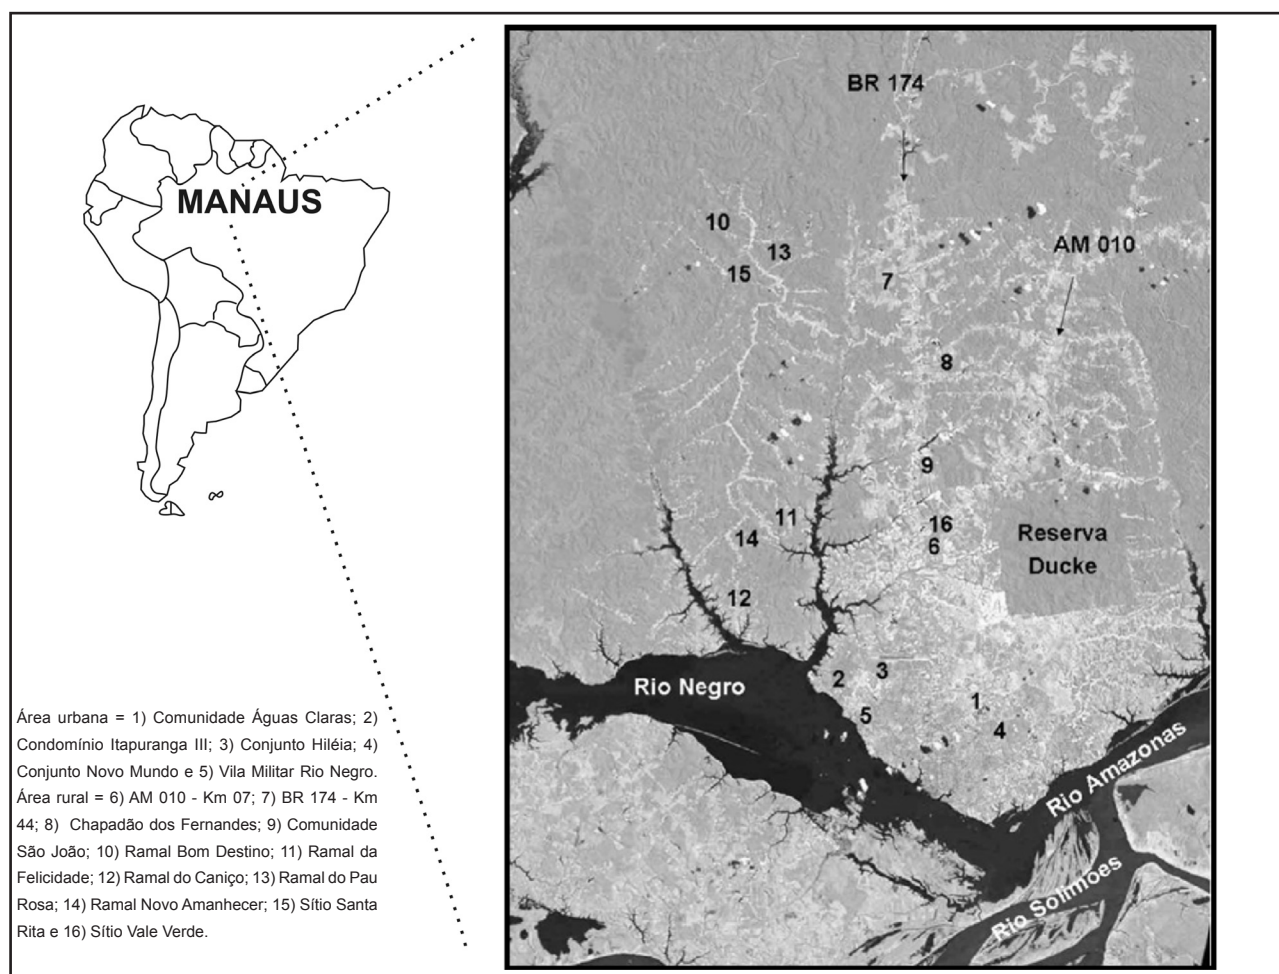 MANAUS
BR 174
10
13
AM 010
15
7
8
9
11
16
Reserva
14
6
Ducke
12
3
2
Rio Negro
1
5
4
Rio Amazonas
Rio Solimões
Área urbana = 1) Comunidade Águas Claras; 2)
Condomínio Itapuranga III; 3) Conjunto Hiléia; 4)
Conjunto Novo Mundo e 5) Vila Militar Rio Negro.
Área rural = 6) AM 010 - Km 07; 7) BR 174 - Km
44; 8) Chapadão dos Fernandes; 9) Comunidade
São João; 10) Ramal Bom Destino; 11) Ramal da
Felicidade; 12) Ramal do Caniço; 13) Ramal do Pau
Rosa; 14) Ramal Novo Amanhecer; 15) Sítio Santa
Rita e 16) Sítio Vale Verde.